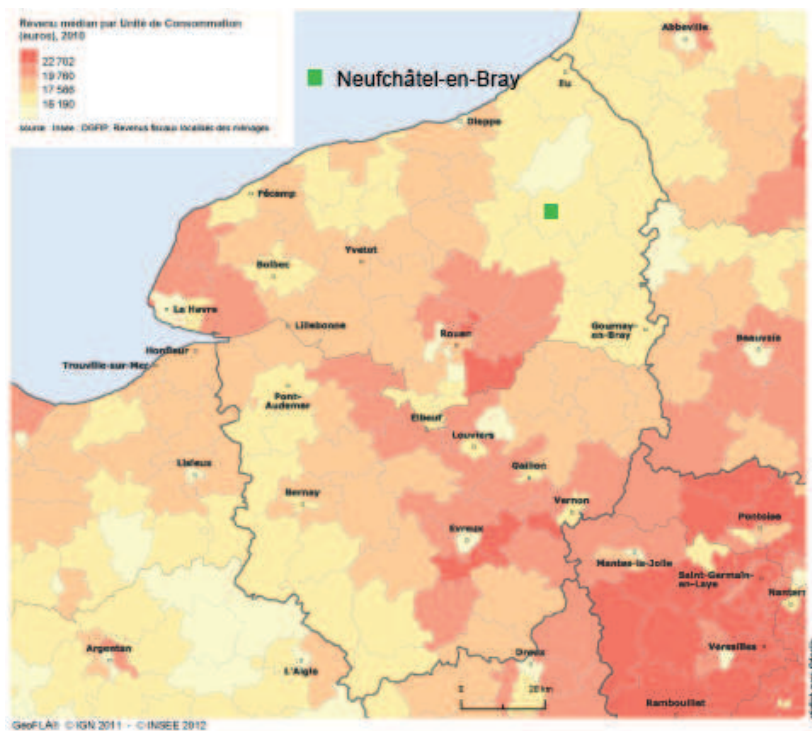 Revenu médian par Unité de Consommation
(euros), 2010
22 702
19 760
17 586
16 190
source : Insee ; DGFIP, Revenus fiscaux localisés des ménages
Neufchâtel-en-Bray
Abbeville
Eu
Dieppe
Fécamp
Yvetot
Bolbec
Le Havre
Lillebonne
Rouen
Gournay-
en-Bray
Beauvais
Honfleur
Trouville-sur-Mer
Pont-
Audemer
Elbeuf
Louviers
Lisieux
Gaillon
Bernay
Vernon
Evreux
Pontoise
Mantes-la-Jolie
Saint-Germain-
en-Laye
Nanterr
Versailles
Argentan
L'Aigle
Dreux
0 20 km
Rambouillet
GeoFLA® © IGN 2011 - © INSEE 2012